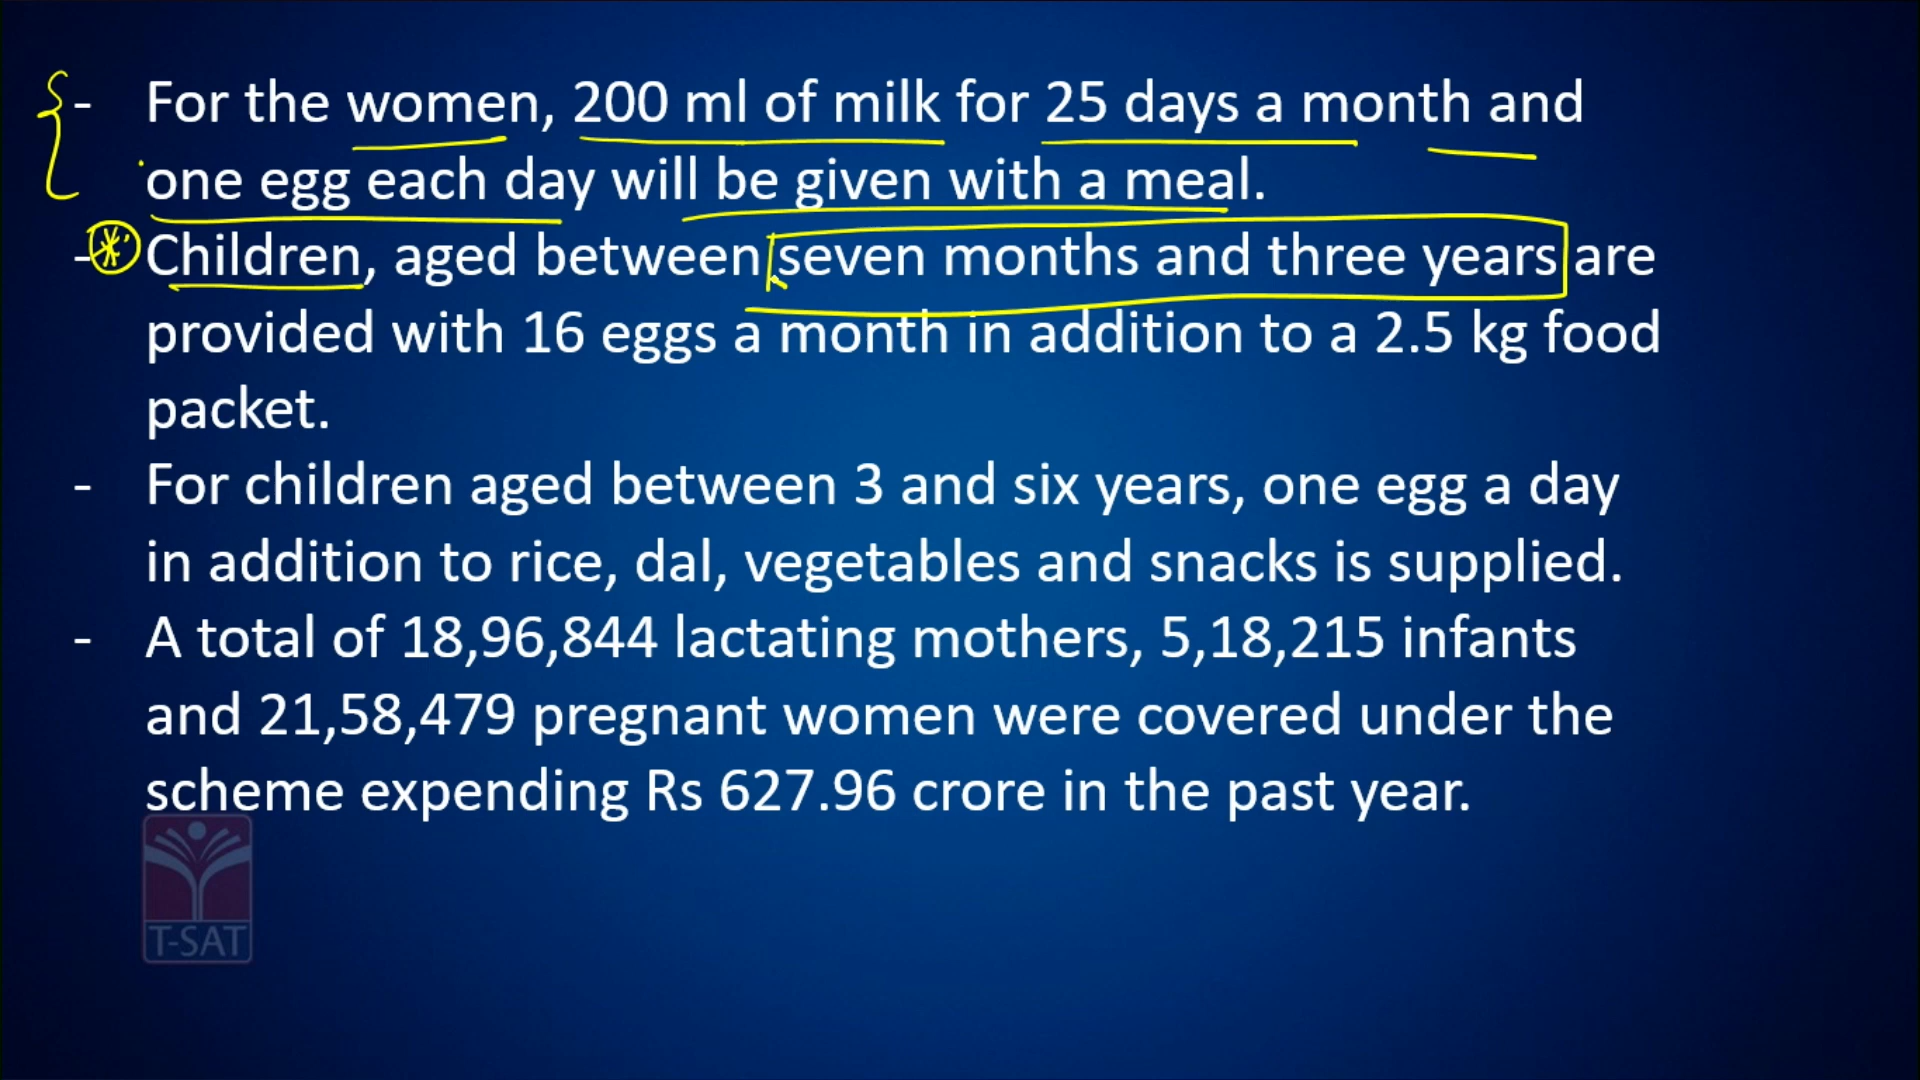 - For the women, 200 ml of milk for 25 days a month and
one egg each day will be given with a meal.
- Children, aged between seven months and three years are
provided with 16 eggs a month in addition to a 2.5 kg food
packet.
- For children aged between 3 and six years, one egg a day
in addition to rice, dal, vegetables and snacks is supplied.
- A total of 18,96,844 lactating mothers, 5,18,215 infants
and 21,58,479 pregnant women were covered under the
scheme expending Rs 627.96 crore in the past year.
T-SAT